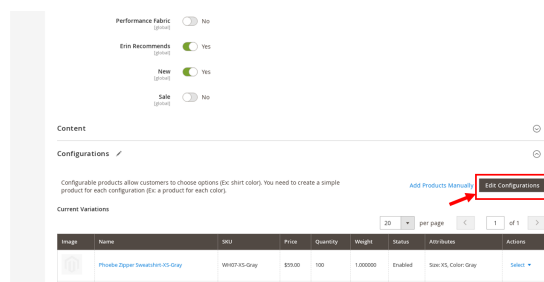 Performance Fabric
[global]
No
Erin Recommends
[global]
Yes
New
[global]
Yes
Sale
[global]
No
Content
Configurations
Configurable products allow customers to choose options (Ex: shirt color). You need to create a simple
product for each configuration (Ex: a product for each color).
Add Products Manually
Edit Configurations
Current Variations
20 per page 1 of 1
Image Name SKU Price Quantity Weight Status Attributes Actions
Phoebe Zipper Sweatshirt-XS-Gray WH07-XS-Gray $59.00 100 1.000000 Enabled Size: XS, Color: Gray Select